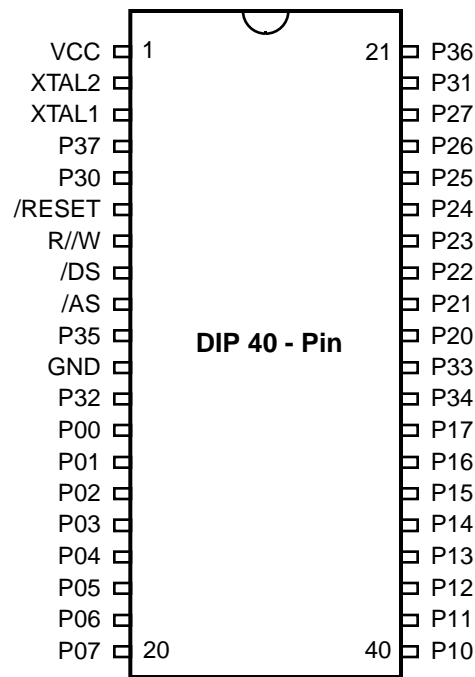 VCC 1 21 P36
XTAL2 P31
XTAL1 P27
P37 P26
P30 P25
/RESET P24
R//W P23
/DS P22
/AS P21
P35 DIP 40 - Pin P20
GND P33
P32 P34
P00 P17
P01 P16
P02 P15
P03 P14
P04 P13
P05 P12
P06 P11
P07 20 40 P10